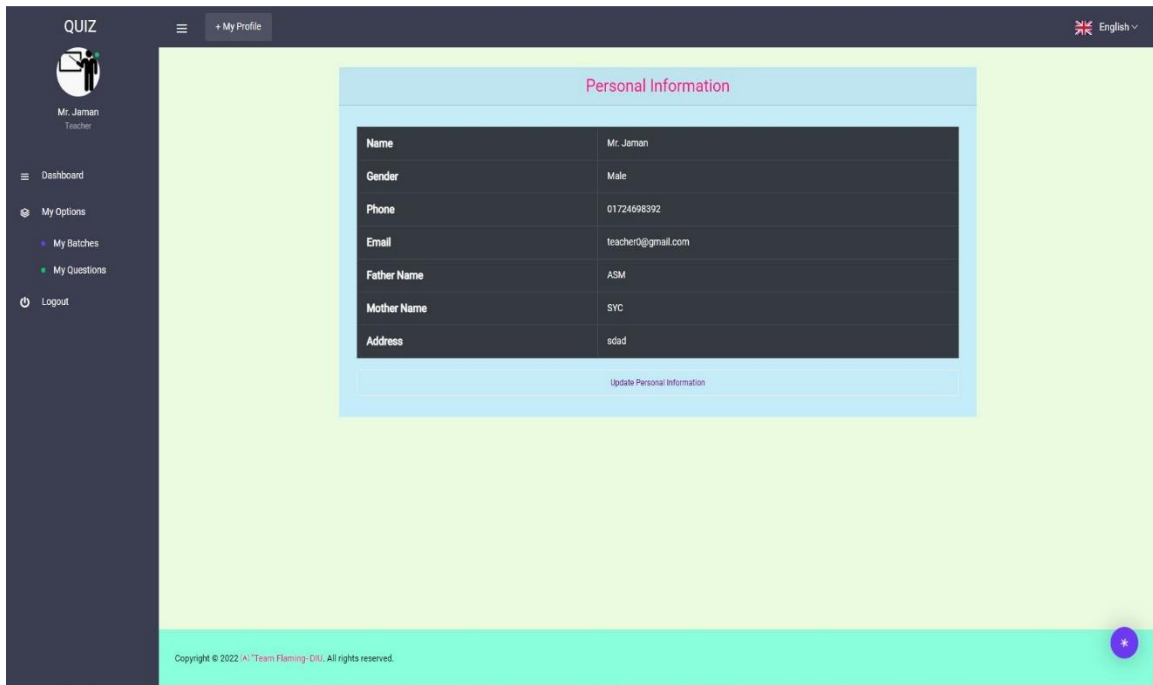 QUIZ
+ My Profile
English
Mr. Jaman
Teacher
Dashboard
My Options
My Batches
My Questions
Logout
Personal Information
Name Mr. Jaman
Gender Male
Phone 01724698392
Email teacher0@gmail.com
Father Name ASM
Mother Name SYC
Address sdad
Update Personal Information
Copyright © 2022 (A) "Team Flaming- DIU. All rights reserved.